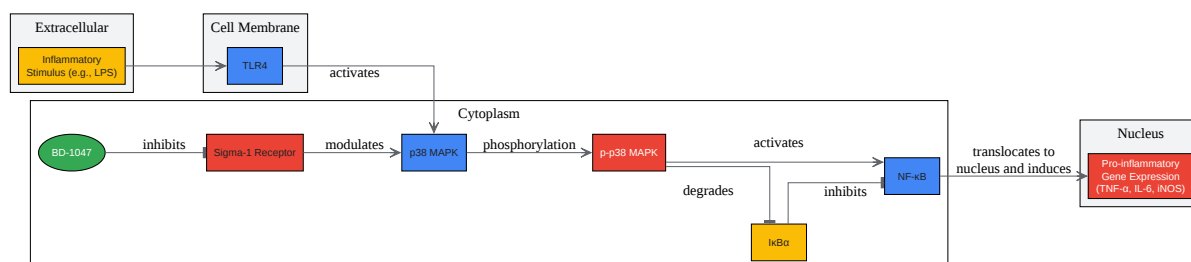 Extracellular
Inflammatory
Stimulus (e.g., LPS)
Cell Membrane
TLR4
activates
Cytoplasm
BD-1047
inhibits
Sigma-1 Receptor
modulates
p38 MAPK
phosphorylation
p-p38 MAPK
activates
degrades
IκBα
inhibits
NF-κB
translocates to
nucleus and induces
Nucleus
Pro-inflammatory
Gene Expression
(TNF-α, IL-6, iNOS)